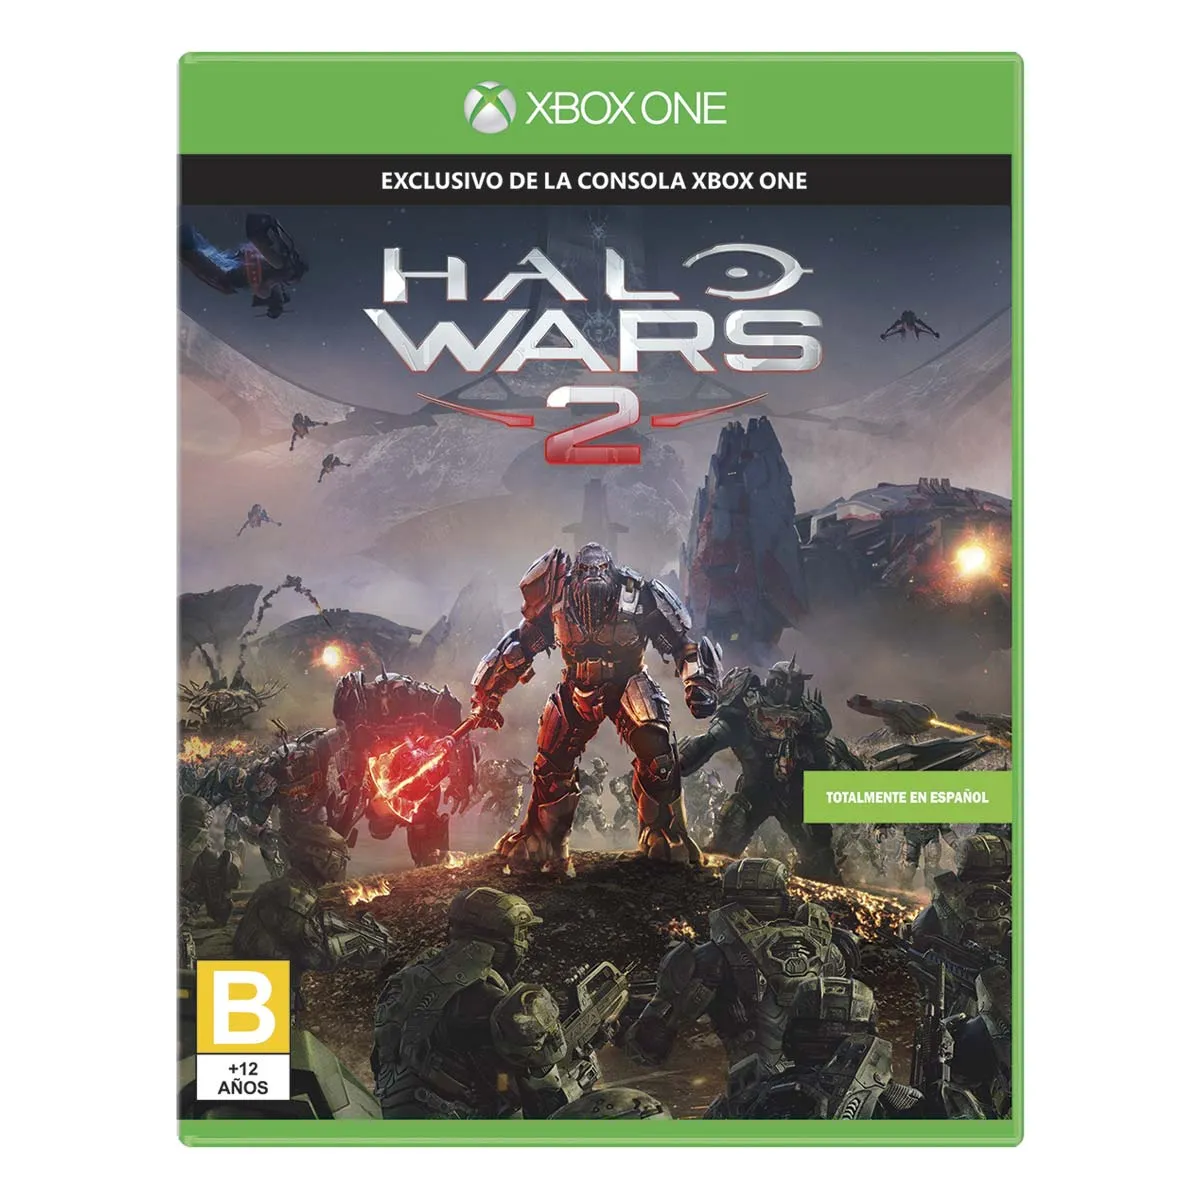 XBOX ONE
EXCLUSIVO DE LA CONSOLA XBOX ONE
HALO
WARS
2
TOTALMENTE EN ESPAÑOL
B
+12
AÑOS